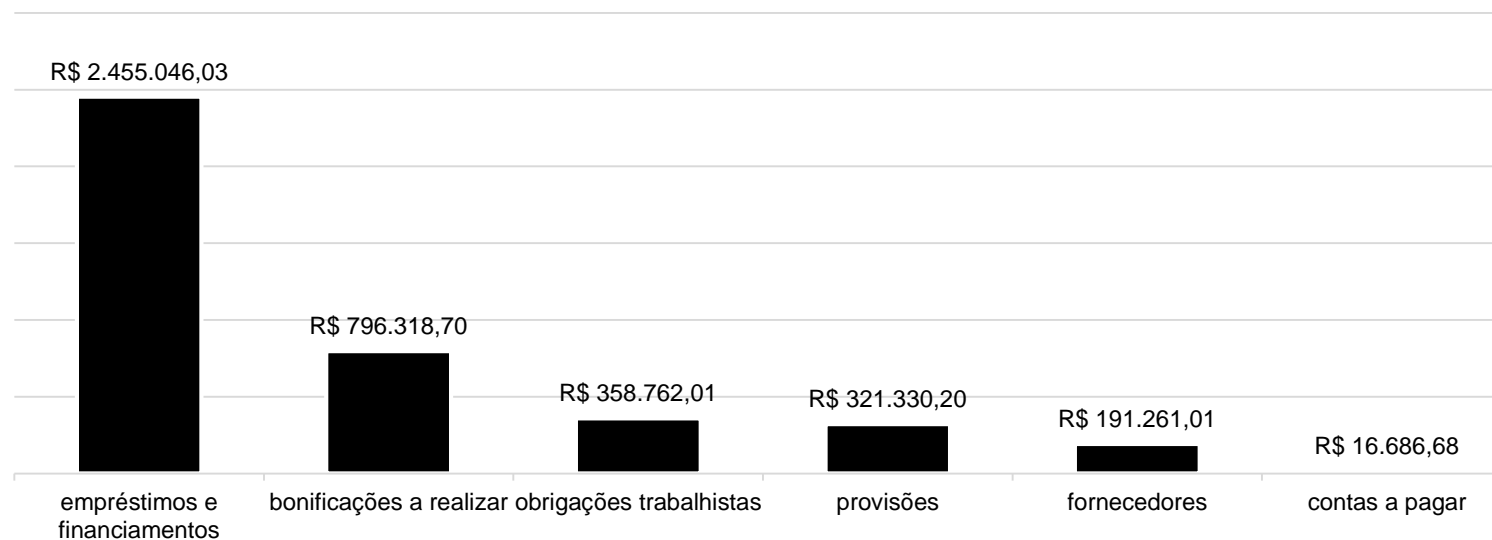 R$ 2.455.046,03
R$ 796.318,70
R$ 358.762,01
R$ 321.330,20
R$ 191.261,01
R$ 16.686,68
empréstimos e
financiamentos
bonificações a realizar
obrigações trabalhistas
provisões
fornecedores
contas a pagar